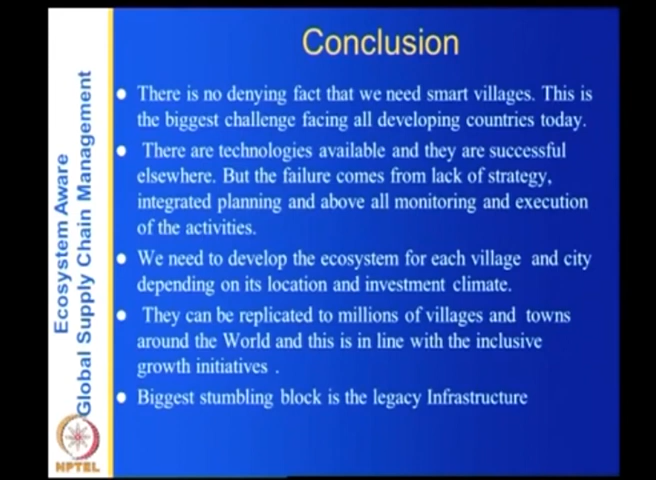 Conclusion
There is no denying fact that we need smart villages. This is
the biggest challenge facing all developing countries today.
There are technologies available and they are successful
elsewhere. But the failure comes from lack of strategy,
integrated planning and above all monitoring and execution
of the activities.
We need to develop the ecosystem for each village and city
depending on its location and investment climate.
They can be replicated to millions of villages and towns
around the World and this is in line with the inclusive
growth initiatives .
Biggest stumbling block is the legacy Infrastructure
Ecosystem Aware
Global Supply Chain Management
NPTEL